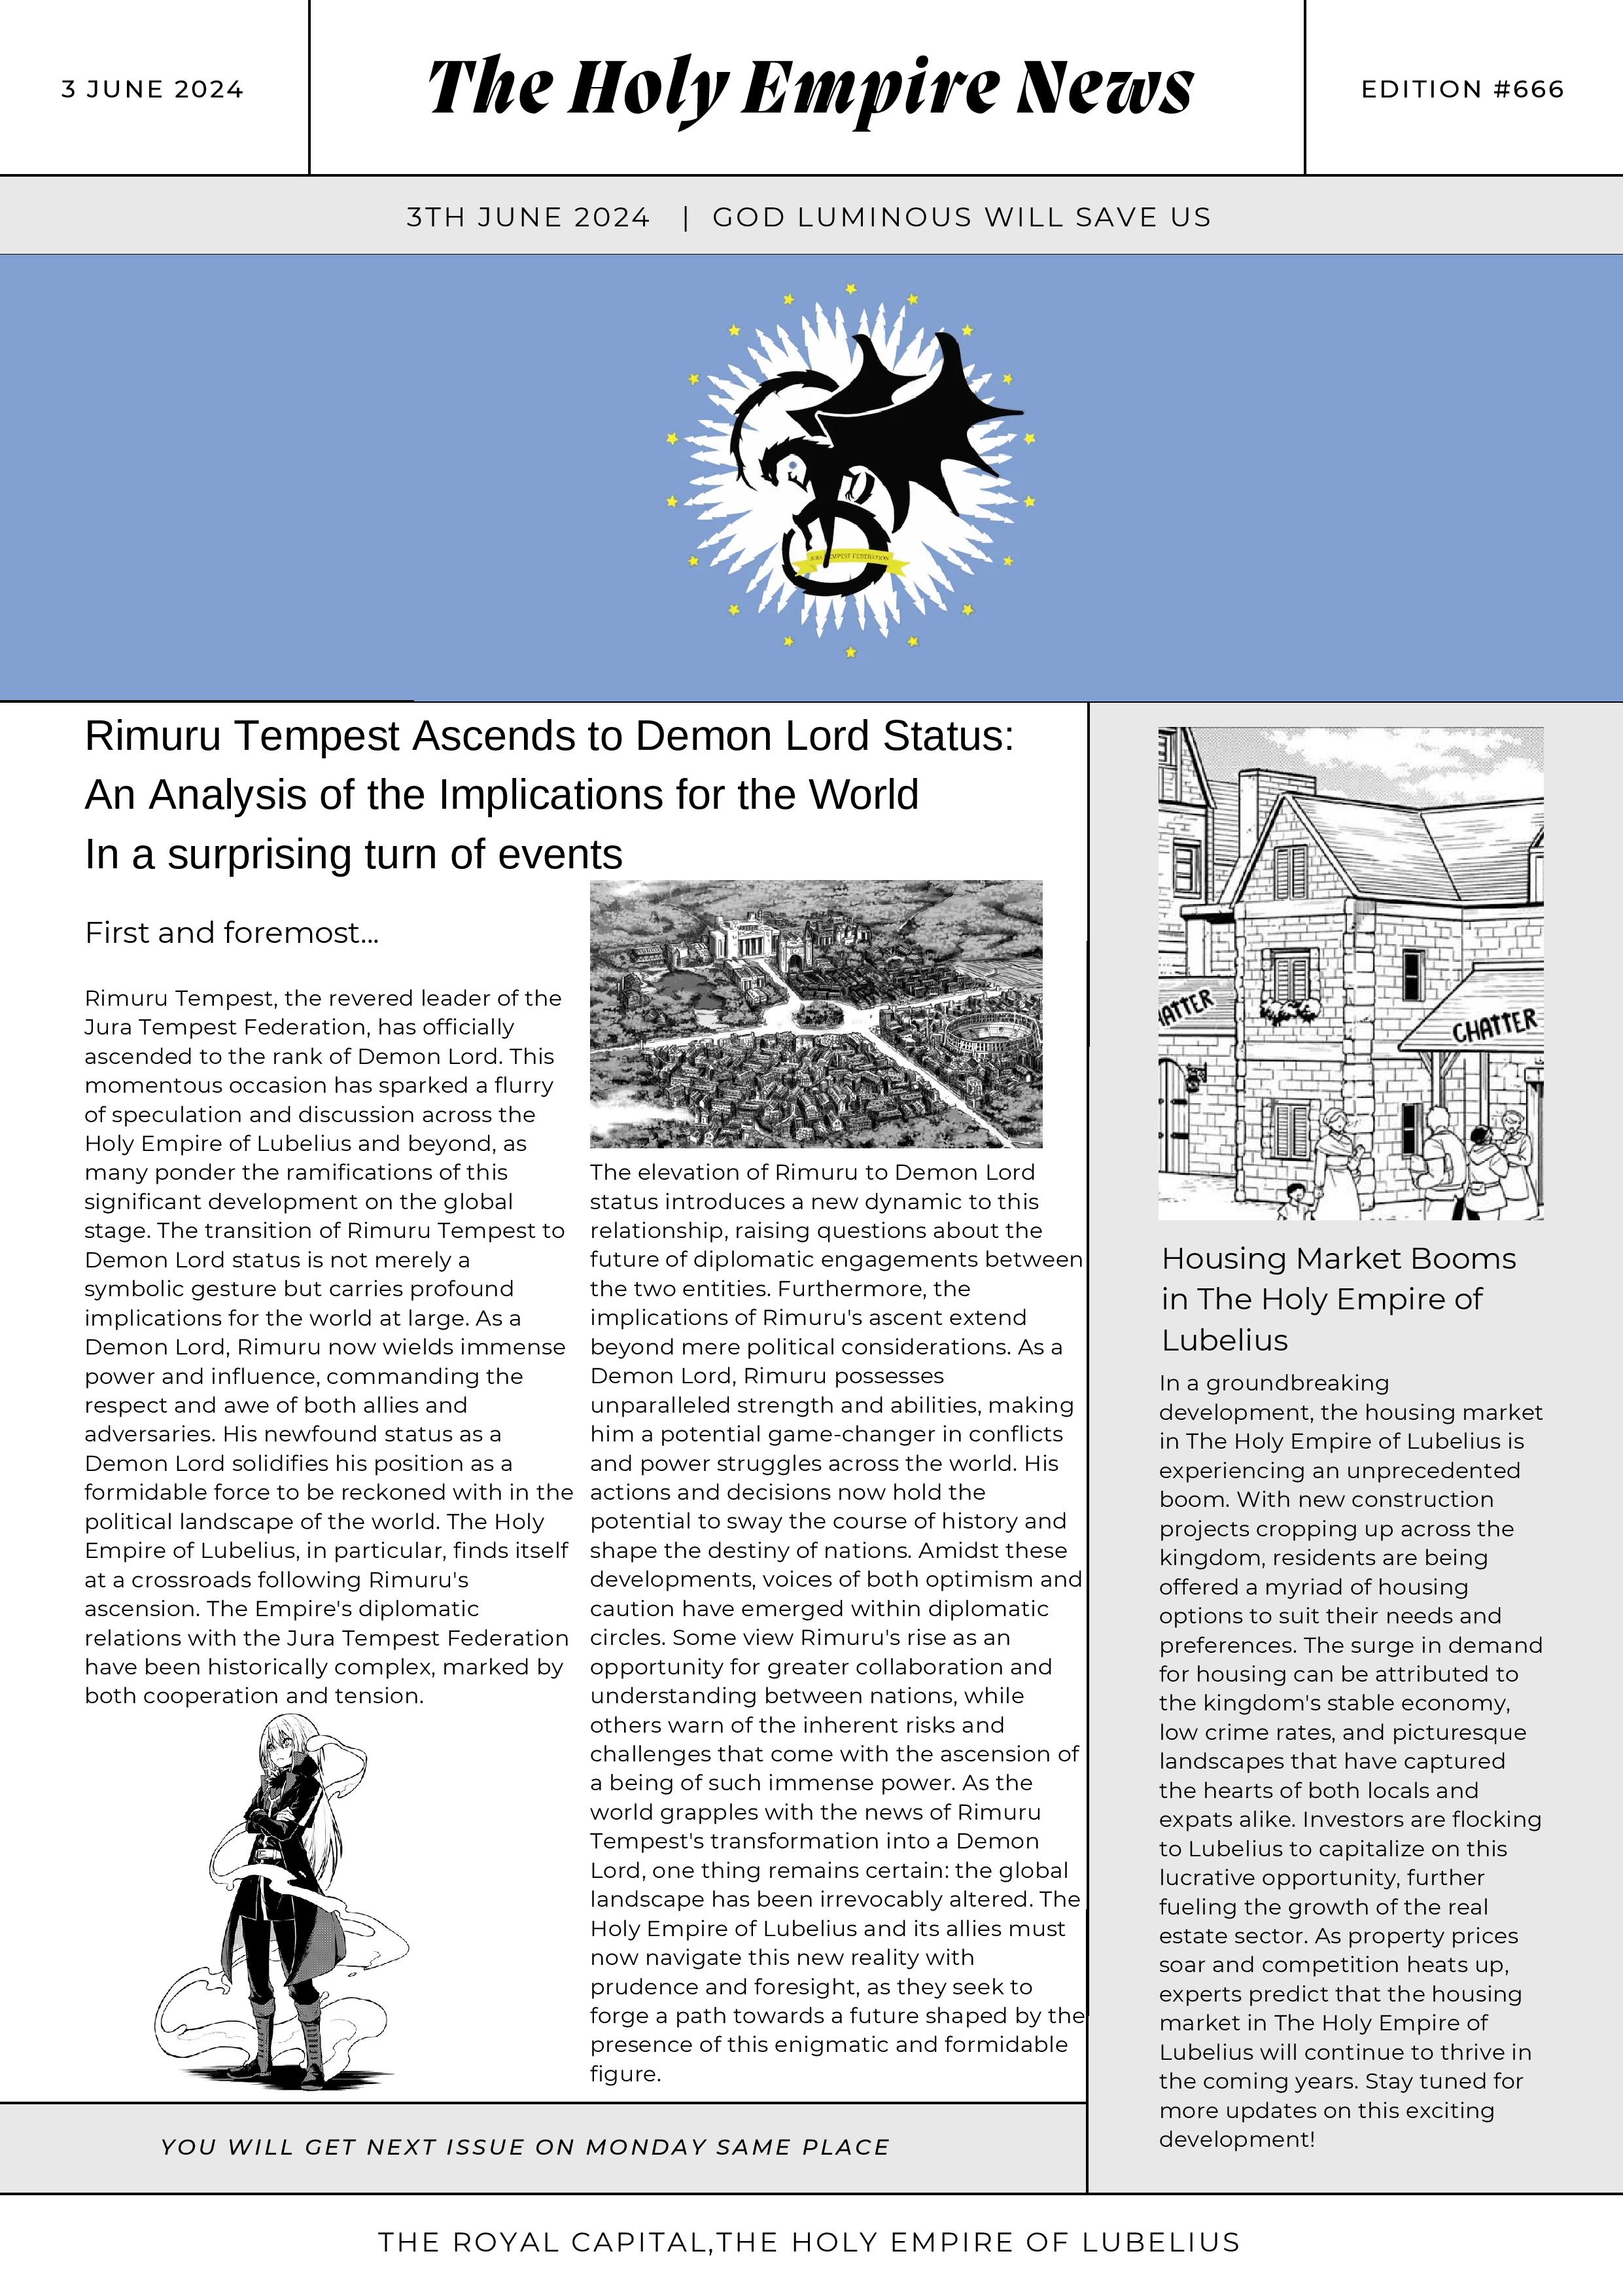 3 JUNE 2024
The Holy Empire News
EDITION #666
3TH JUNE 2024 | GOD LUMINOUS WILL SAVE US
JURA TEMPEST FEDERATION
Rimuru Tempest Ascends to Demon Lord Status:
An Analysis of the Implications for the World
In a surprising turn of events
First and foremost...
Rimuru Tempest, the revered leader of the
Jura Tempest Federation, has officially
ascended to the rank of Demon Lord. This
momentous occasion has sparked a flurry
of speculation and discussion across the
Holy Empire of Lubelius and beyond, as
many ponder the ramifications of this
significant development on the global
stage. The transition of Rimuru Tempest to
Demon Lord status is not merely a
symbolic gesture but carries profound
implications for the world at large. As a
Demon Lord, Rimuru now wields immense
power and influence, commanding the
respect and awe of both allies and
adversaries. His newfound status as a
Demon Lord solidifies his position as a
formidable force to be reckoned with in the
political landscape of the world. The Holy
Empire of Lubelius, in particular, finds itself
at a crossroads following Rimuru's
ascension. The Empire's diplomatic
relations with the Jura Tempest Federation
have been historically complex, marked by
both cooperation and tension.
The elevation of Rimuru to Demon Lord
status introduces a new dynamic to this
relationship, raising questions about the
future of diplomatic engagements between
the two entities. Furthermore, the
implications of Rimuru's ascent extend
beyond mere political considerations. As a
Demon Lord, Rimuru possesses
unparalleled strength and abilities, making
him a potential game-changer in conflicts
and power struggles across the world. His
actions and decisions now hold the
potential to sway the course of history and
shape the destiny of nations. Amidst these
developments, voices of both optimism and
caution have emerged within diplomatic
circles. Some view Rimuru's rise as an
opportunity for greater collaboration and
understanding between nations, while
others warn of the inherent risks and
challenges that come with the ascension of
a being of such immense power. As the
world grapples with the news of Rimuru
Tempest's transformation into a Demon
Lord, one thing remains certain: the global
landscape has been irrevocably altered. The
Holy Empire of Lubelius and its allies must
now navigate this new reality with
prudence and foresight, as they seek to
forge a path towards a future shaped by the
presence of this enigmatic and formidable
figure.
HATTER
CHATTER
Housing Market Booms
in The Holy Empire of
Lubelius
In a groundbreaking
development, the housing market
in The Holy Empire of Lubelius is
experiencing an unprecedented
boom. With new construction
projects cropping up across the
kingdom, residents are being
offered a myriad of housing
options to suit their needs and
preferences. The surge in demand
for housing can be attributed to
the kingdom's stable economy,
low crime rates, and picturesque
landscapes that have captured
the hearts of both locals and
expats alike. Investors are flocking
to Lubelius to capitalize on this
lucrative opportunity, further
fueling the growth of the real
estate sector. As property prices
soar and competition heats up,
experts predict that the housing
market in The Holy Empire of
Lubelius will continue to thrive in
the coming years. Stay tuned for
more updates on this exciting
development!
YOU WILL GET NEXT ISSUE ON MONDAY SAME PLACE
THE ROYAL CAPITAL,THE HOLY EMPIRE OF LUBELIUS